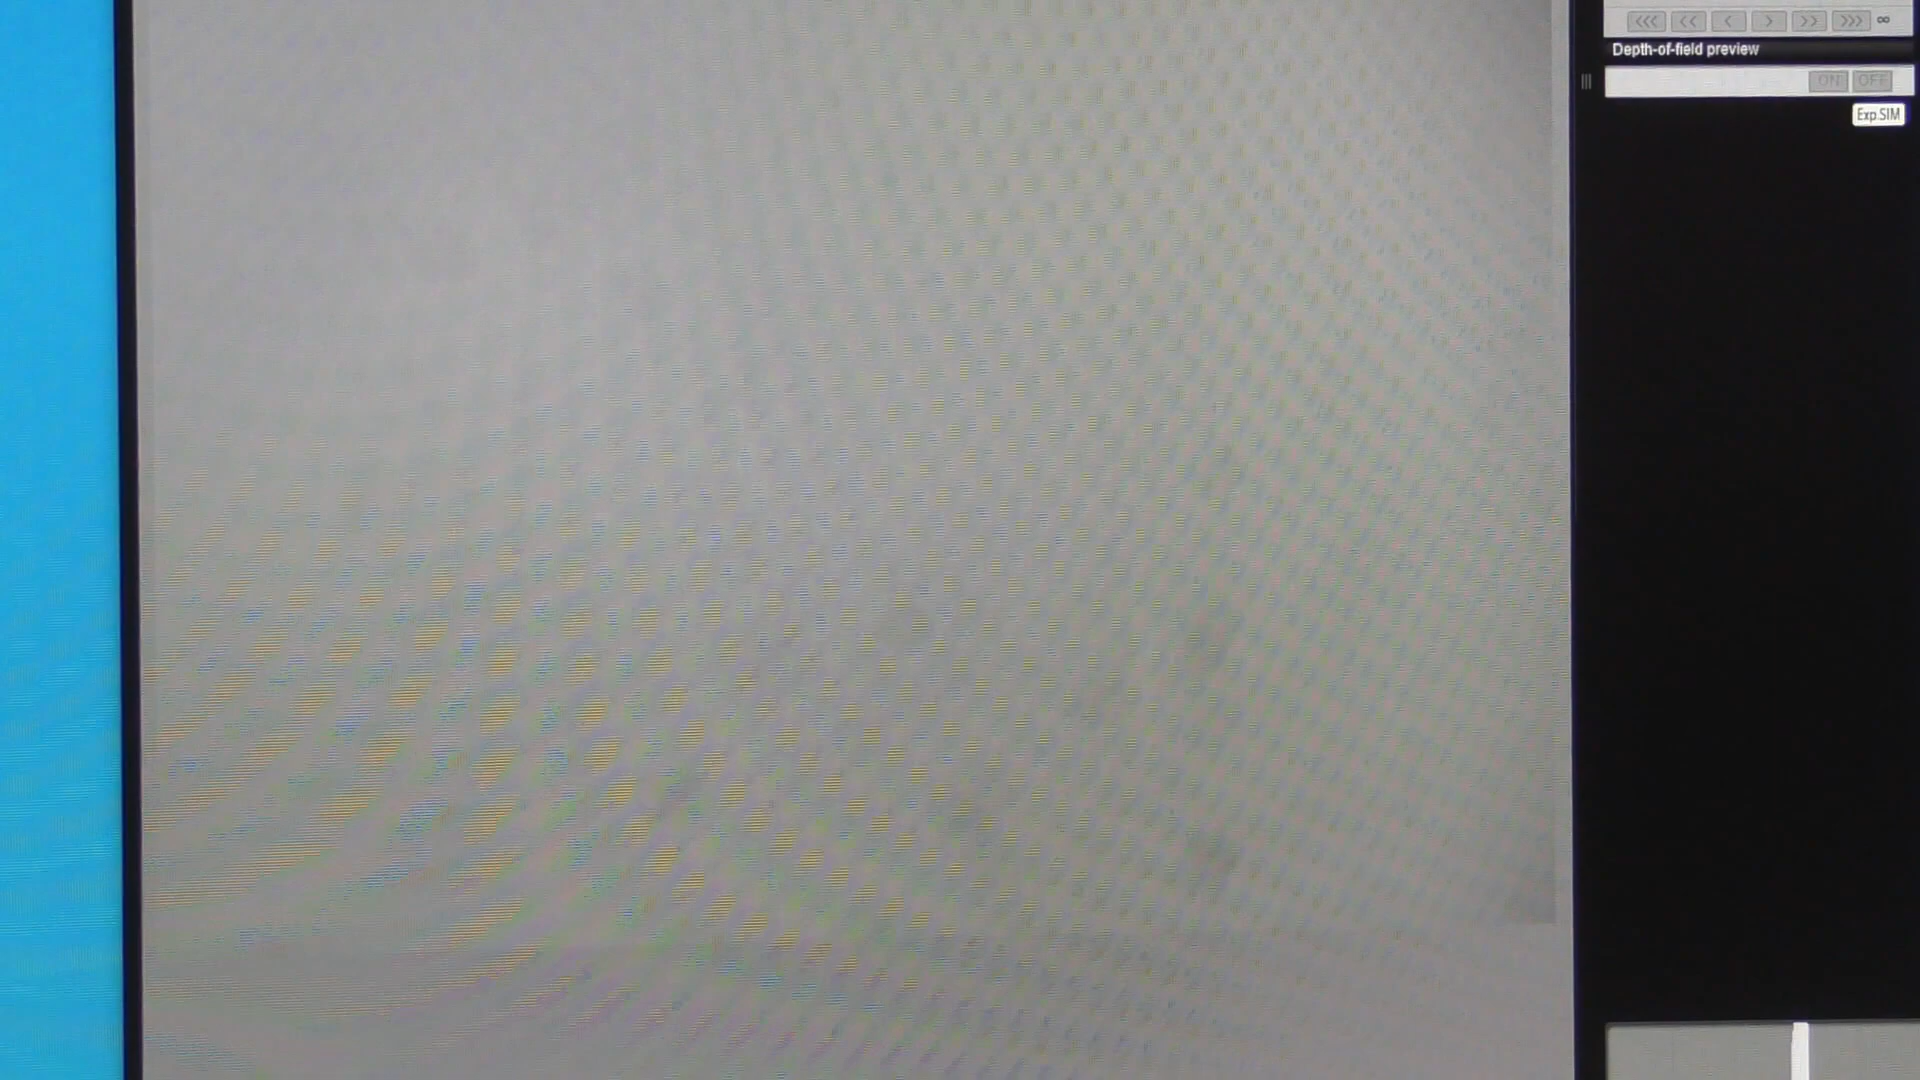 <<< << < > >> >>> ∞
Depth-of-field preview
ON OFF
Exp.SIM